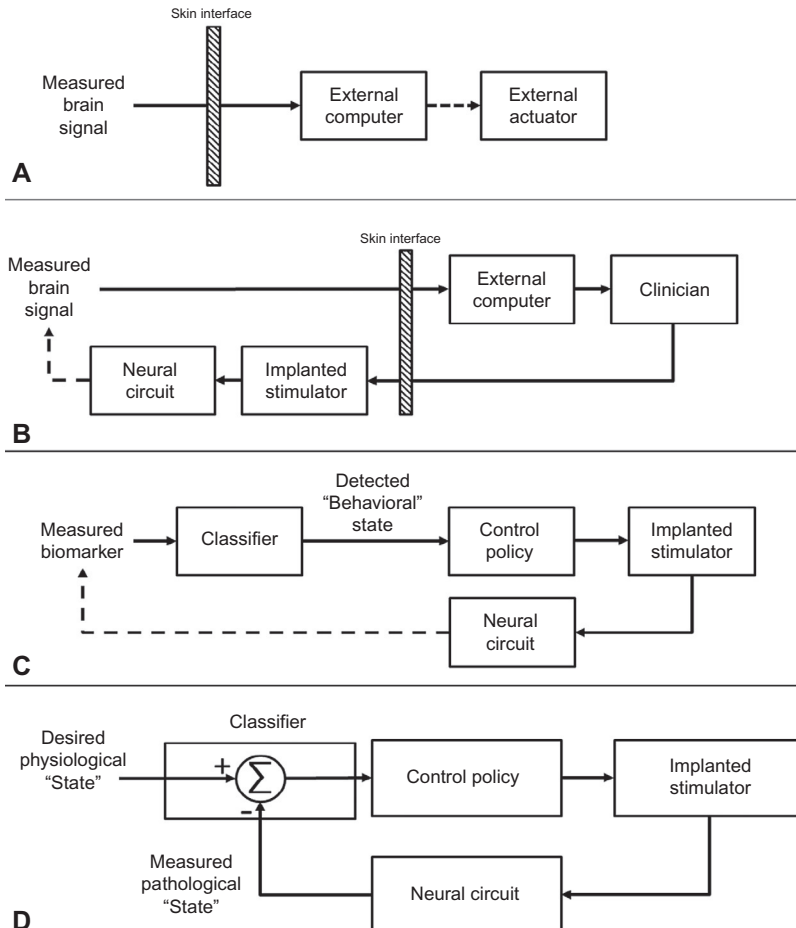 Skin interface
Measured
brain
signal
External
computer
External
actuator
A
Skin interface
Measured
brain
signal
External
computer
Clinician
Neural
circuit
Implanted
stimulator
B
Detected
“Behavioral”
state
Measured
biomarker
Classifier
Control
policy
Implanted
stimulator
Neural
circuit
C
Classifier
Desired
physiological
“State”
+
Σ
-
Control policy
Implanted
stimulator
Measured
pathological
“State”
Neural circuit
D